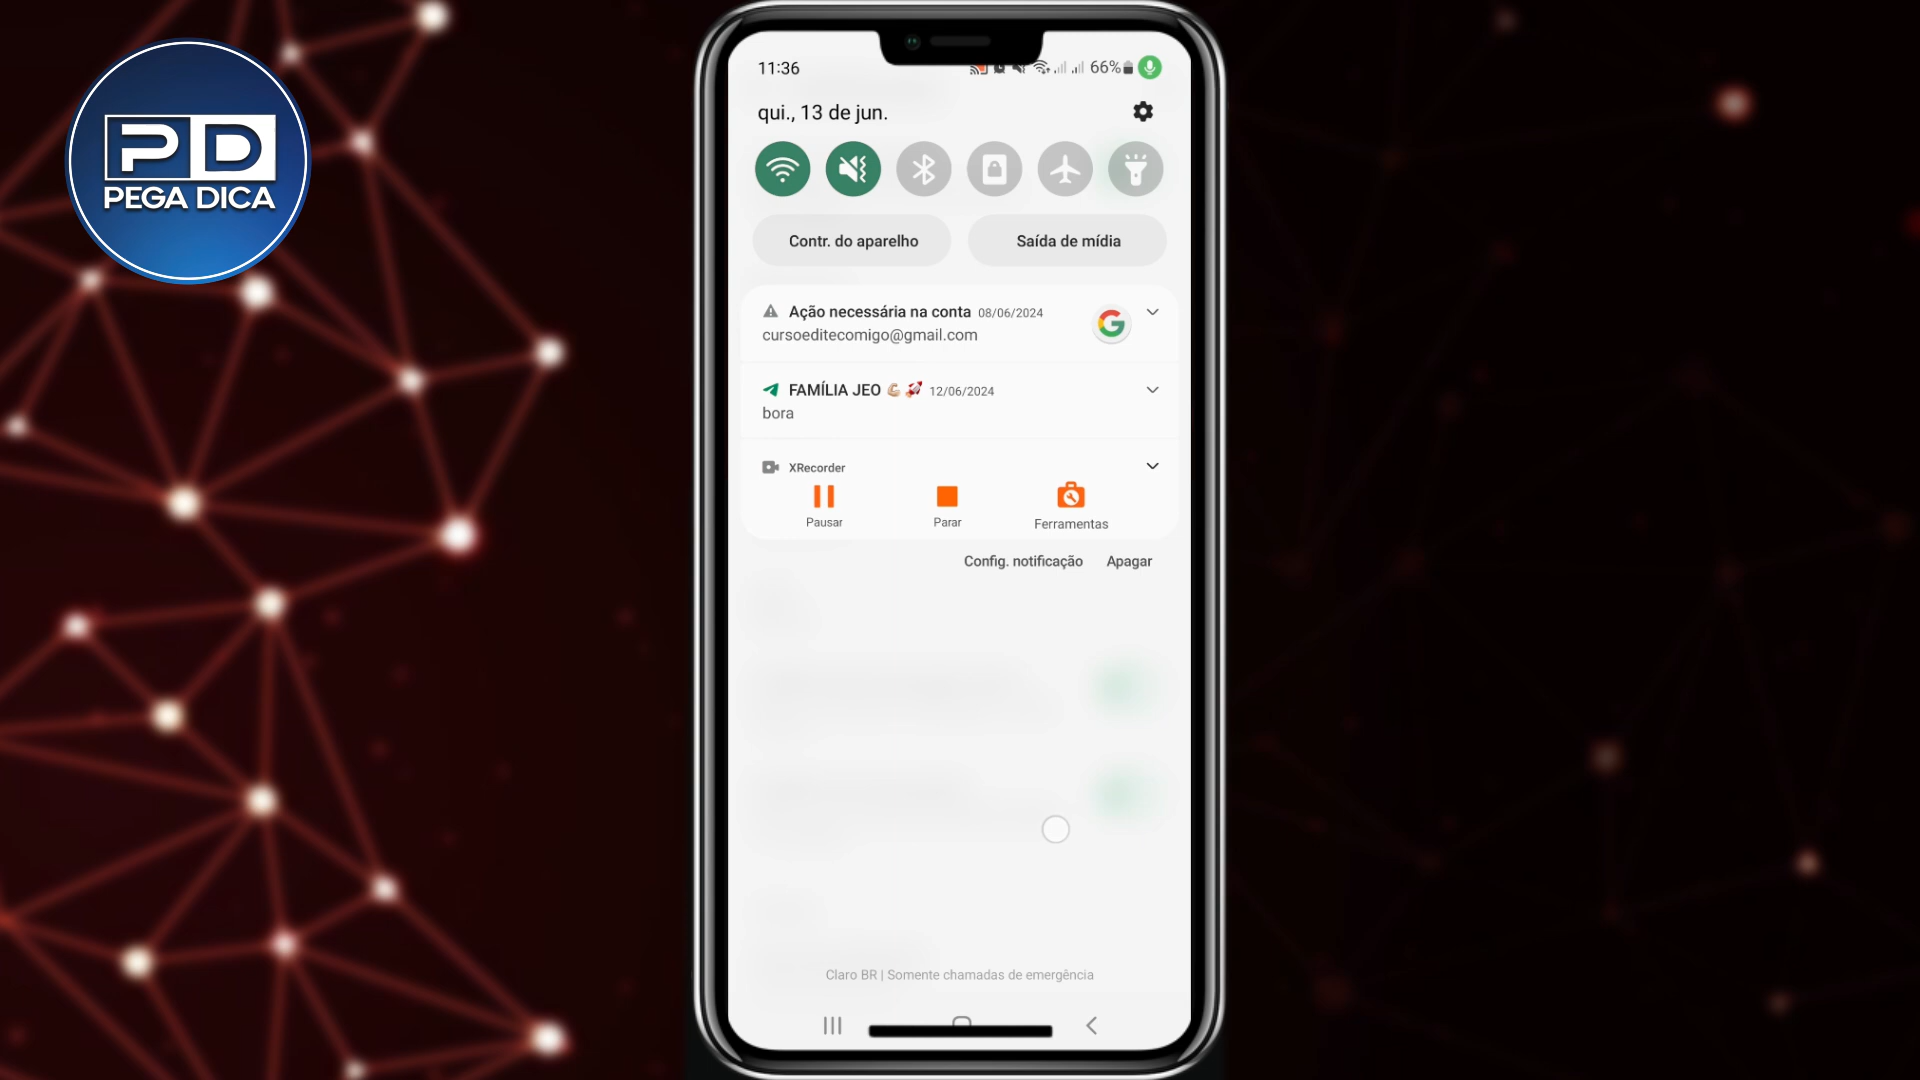 PD
PEGA DICA
11:36
66%
qui., 13 de jun.
Contr. do aparelho
Saída de mídia
Ação necessária na conta 08/06/2024
cursoeditecomigo@gmail.com
FAMÍLIA JEO 💪🏻 🚀 12/06/2024
bora
XRecorder
Pausar
Parar
Ferramentas
Config. notificação
Apagar
Claro BR | Somente chamadas de emergência